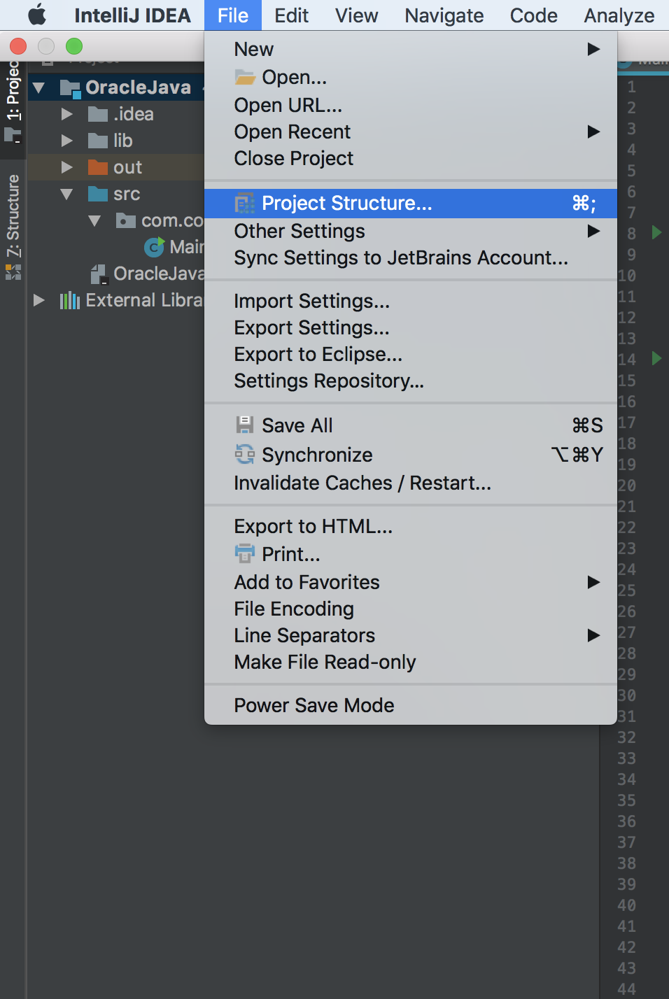 IntelliJ IDEA File Edit View Navigate Code Analyze
1: Project
7: Structure
OracleJava
.idea
lib
out
src
com.co
Main
OracleJava
External Libra
New
Open...
Open URL...
Open Recent
Close Project
Project Structure... ⌘;
Other Settings
Sync Settings to JetBrains Account...
Import Settings...
Export Settings...
Export to Eclipse...
Settings Repository...
Save All ⌘S
Synchronize ⌥⌘Y
Invalidate Caches / Restart...
Export to HTML...
Print...
Add to Favorites
File Encoding
Line Separators
Make File Read-only
Power Save Mode
1
2
3
4
5
6
7
8
9
10
11
12
13
14
15
16
17
18
19
20
21
22
23
24
25
26
27
28
29
30
31
32
33
34
35
36
37
38
39
40
41
42
43
44